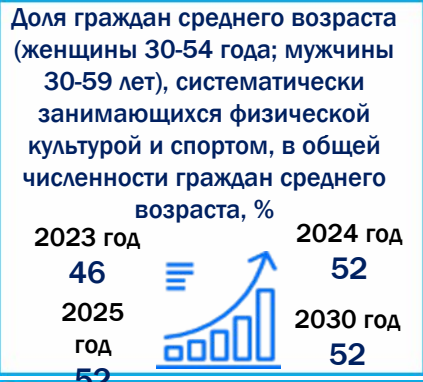 Доля граждан среднего возраста
(женщины 30-54 года; мужчины
30-59 лет), систематически
занимающихся физической
культурой и спортом, в общей
численности граждан среднего
возраста, %
2023 год
46
2024 год
52
2025
год
52
2030 год
52